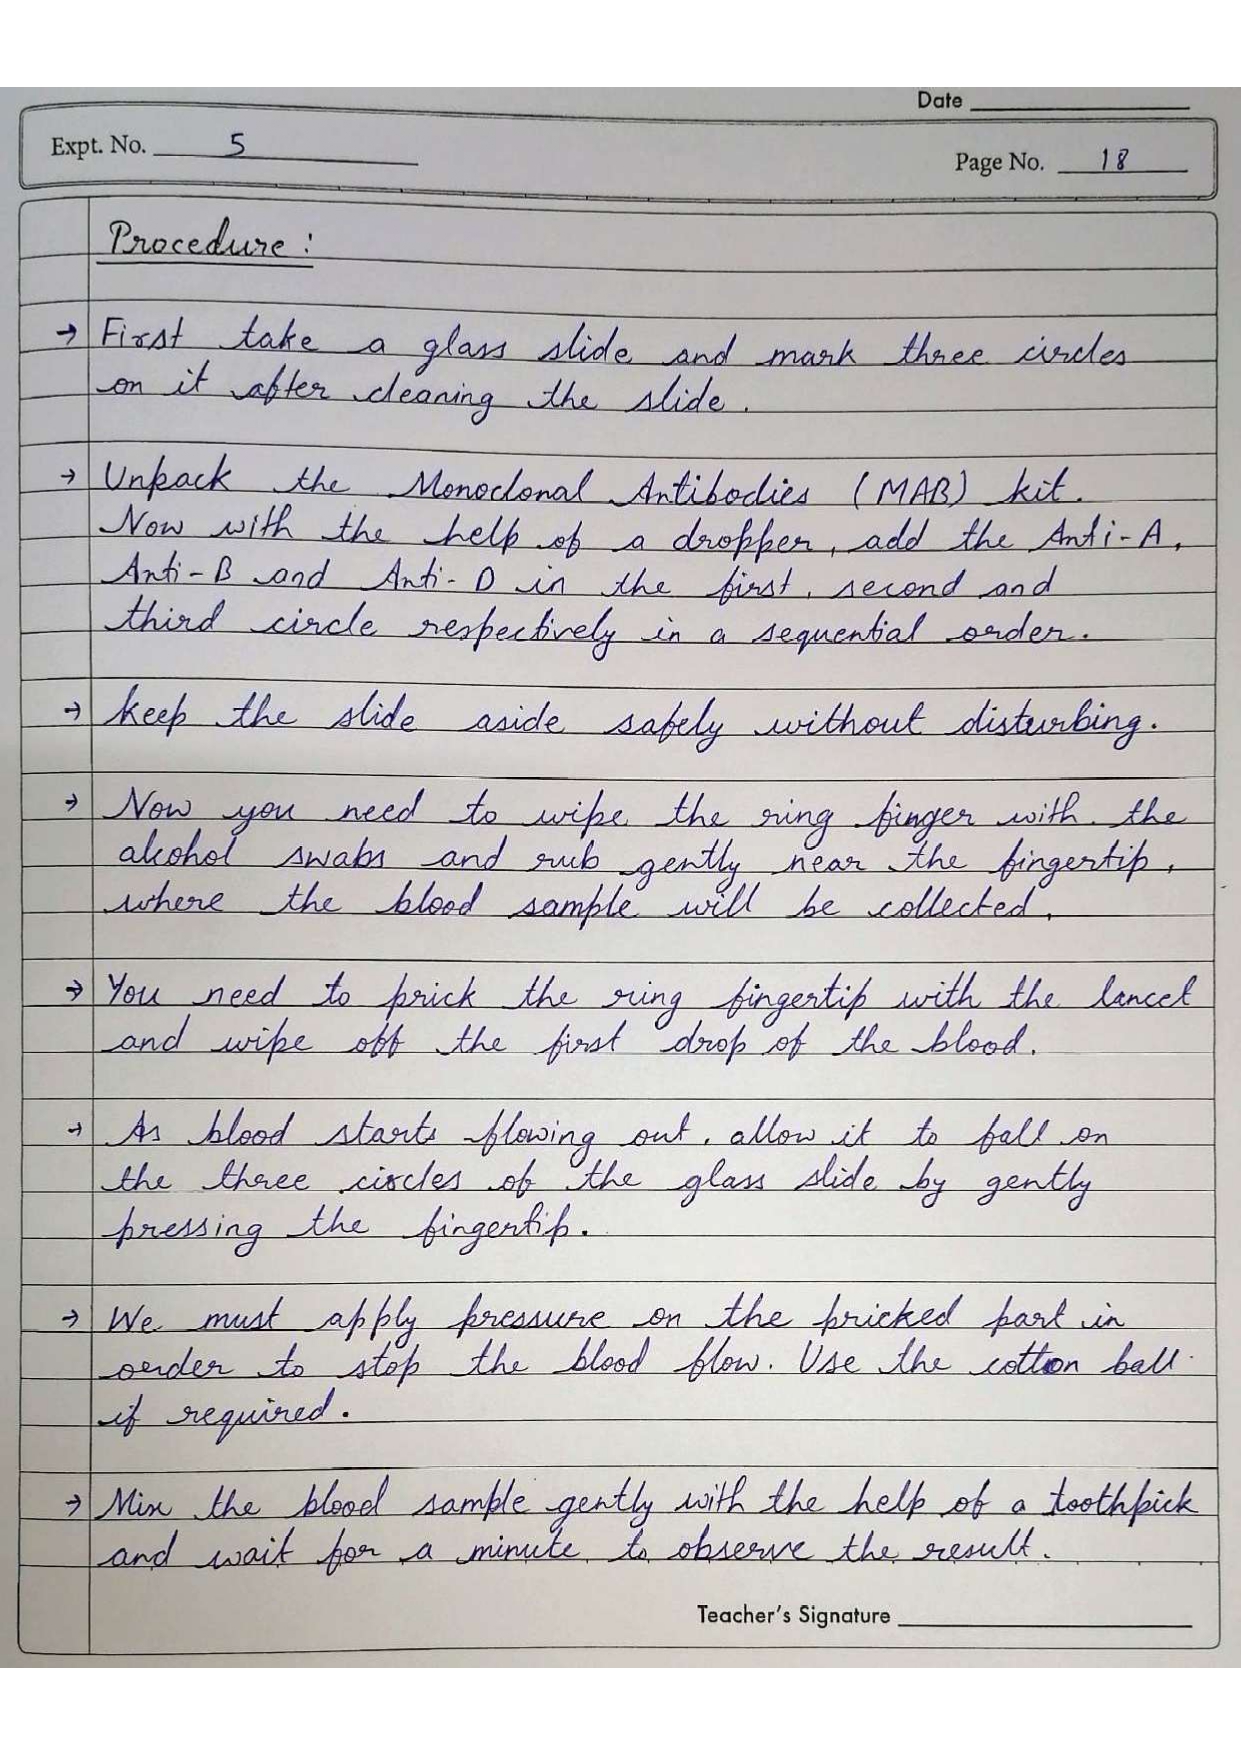 Date
Expt. No. 5
Page No. 18
Procedure :
→ First take a glass slide and mark three circles
on it after cleaning the slide.
→ Unpack the Monoclonal Antibodies (MAB) kit.
Now with the help of a dropper, add the Anti-A,
Anti-B and Anti-D in the first, second and
third circle respectively in a sequential order.
→ keep the slide aside safely without disturbing.
→ Now you need to wipe the ring finger with the
alcohol swabs and rub gently near the fingertip,
where the blood sample will be collected.
→ You need to prick the ring fingertip with the lancet
and wipe off the first drop of the blood.
→ As blood starts flowing out, allow it to fall on
the three circles of the glass slide by gently
pressing the fingertip.
→ We must apply pressure on the pricked part in
order to stop the blood flow. Use the cotton ball
if required.
→ Mix the blood sample gently with the help of a toothpick
and wait for a minute to observe the result.
Teacher's Signature